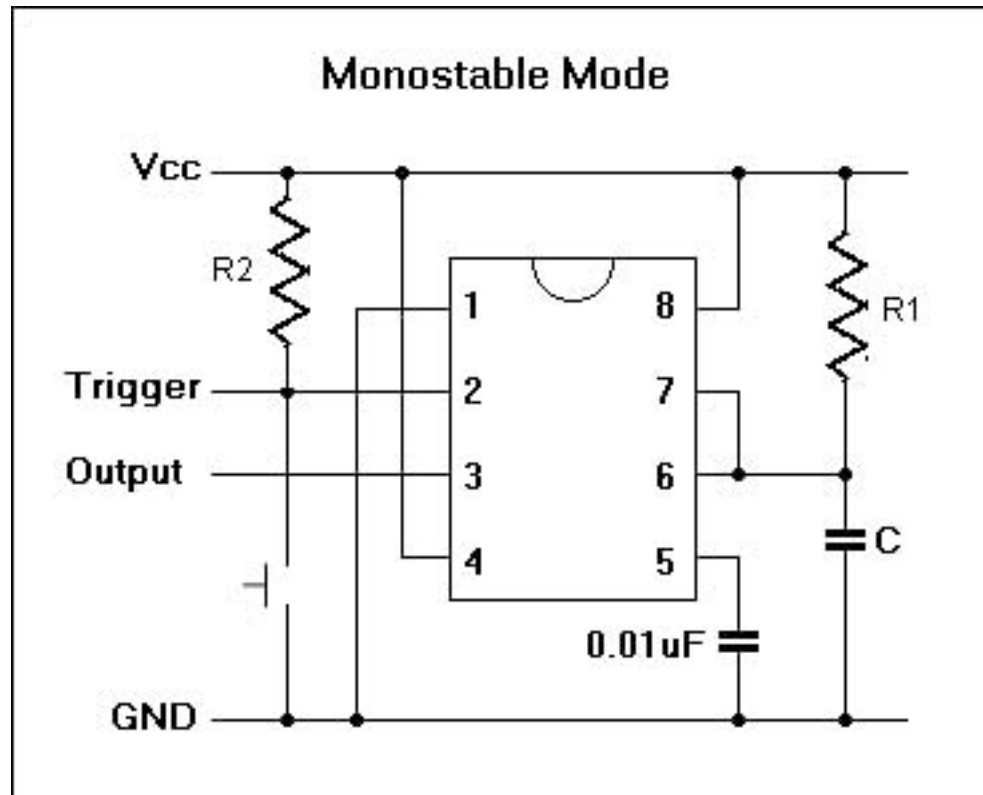 Monostable Mode
Vcc
R2
R1
1
8
Trigger
2
7
Output
3
6
4
5
C
0.01uF
GND